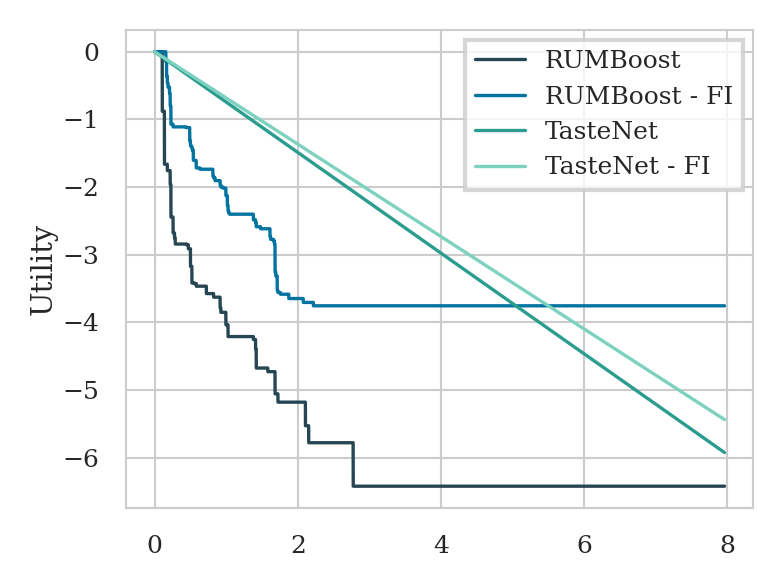 RUMBoost
RUMBoost - FI
TasteNet
TasteNet - FI
Utility
0
−1
−2
−3
−4
−5
−6
0 2 4 6 8